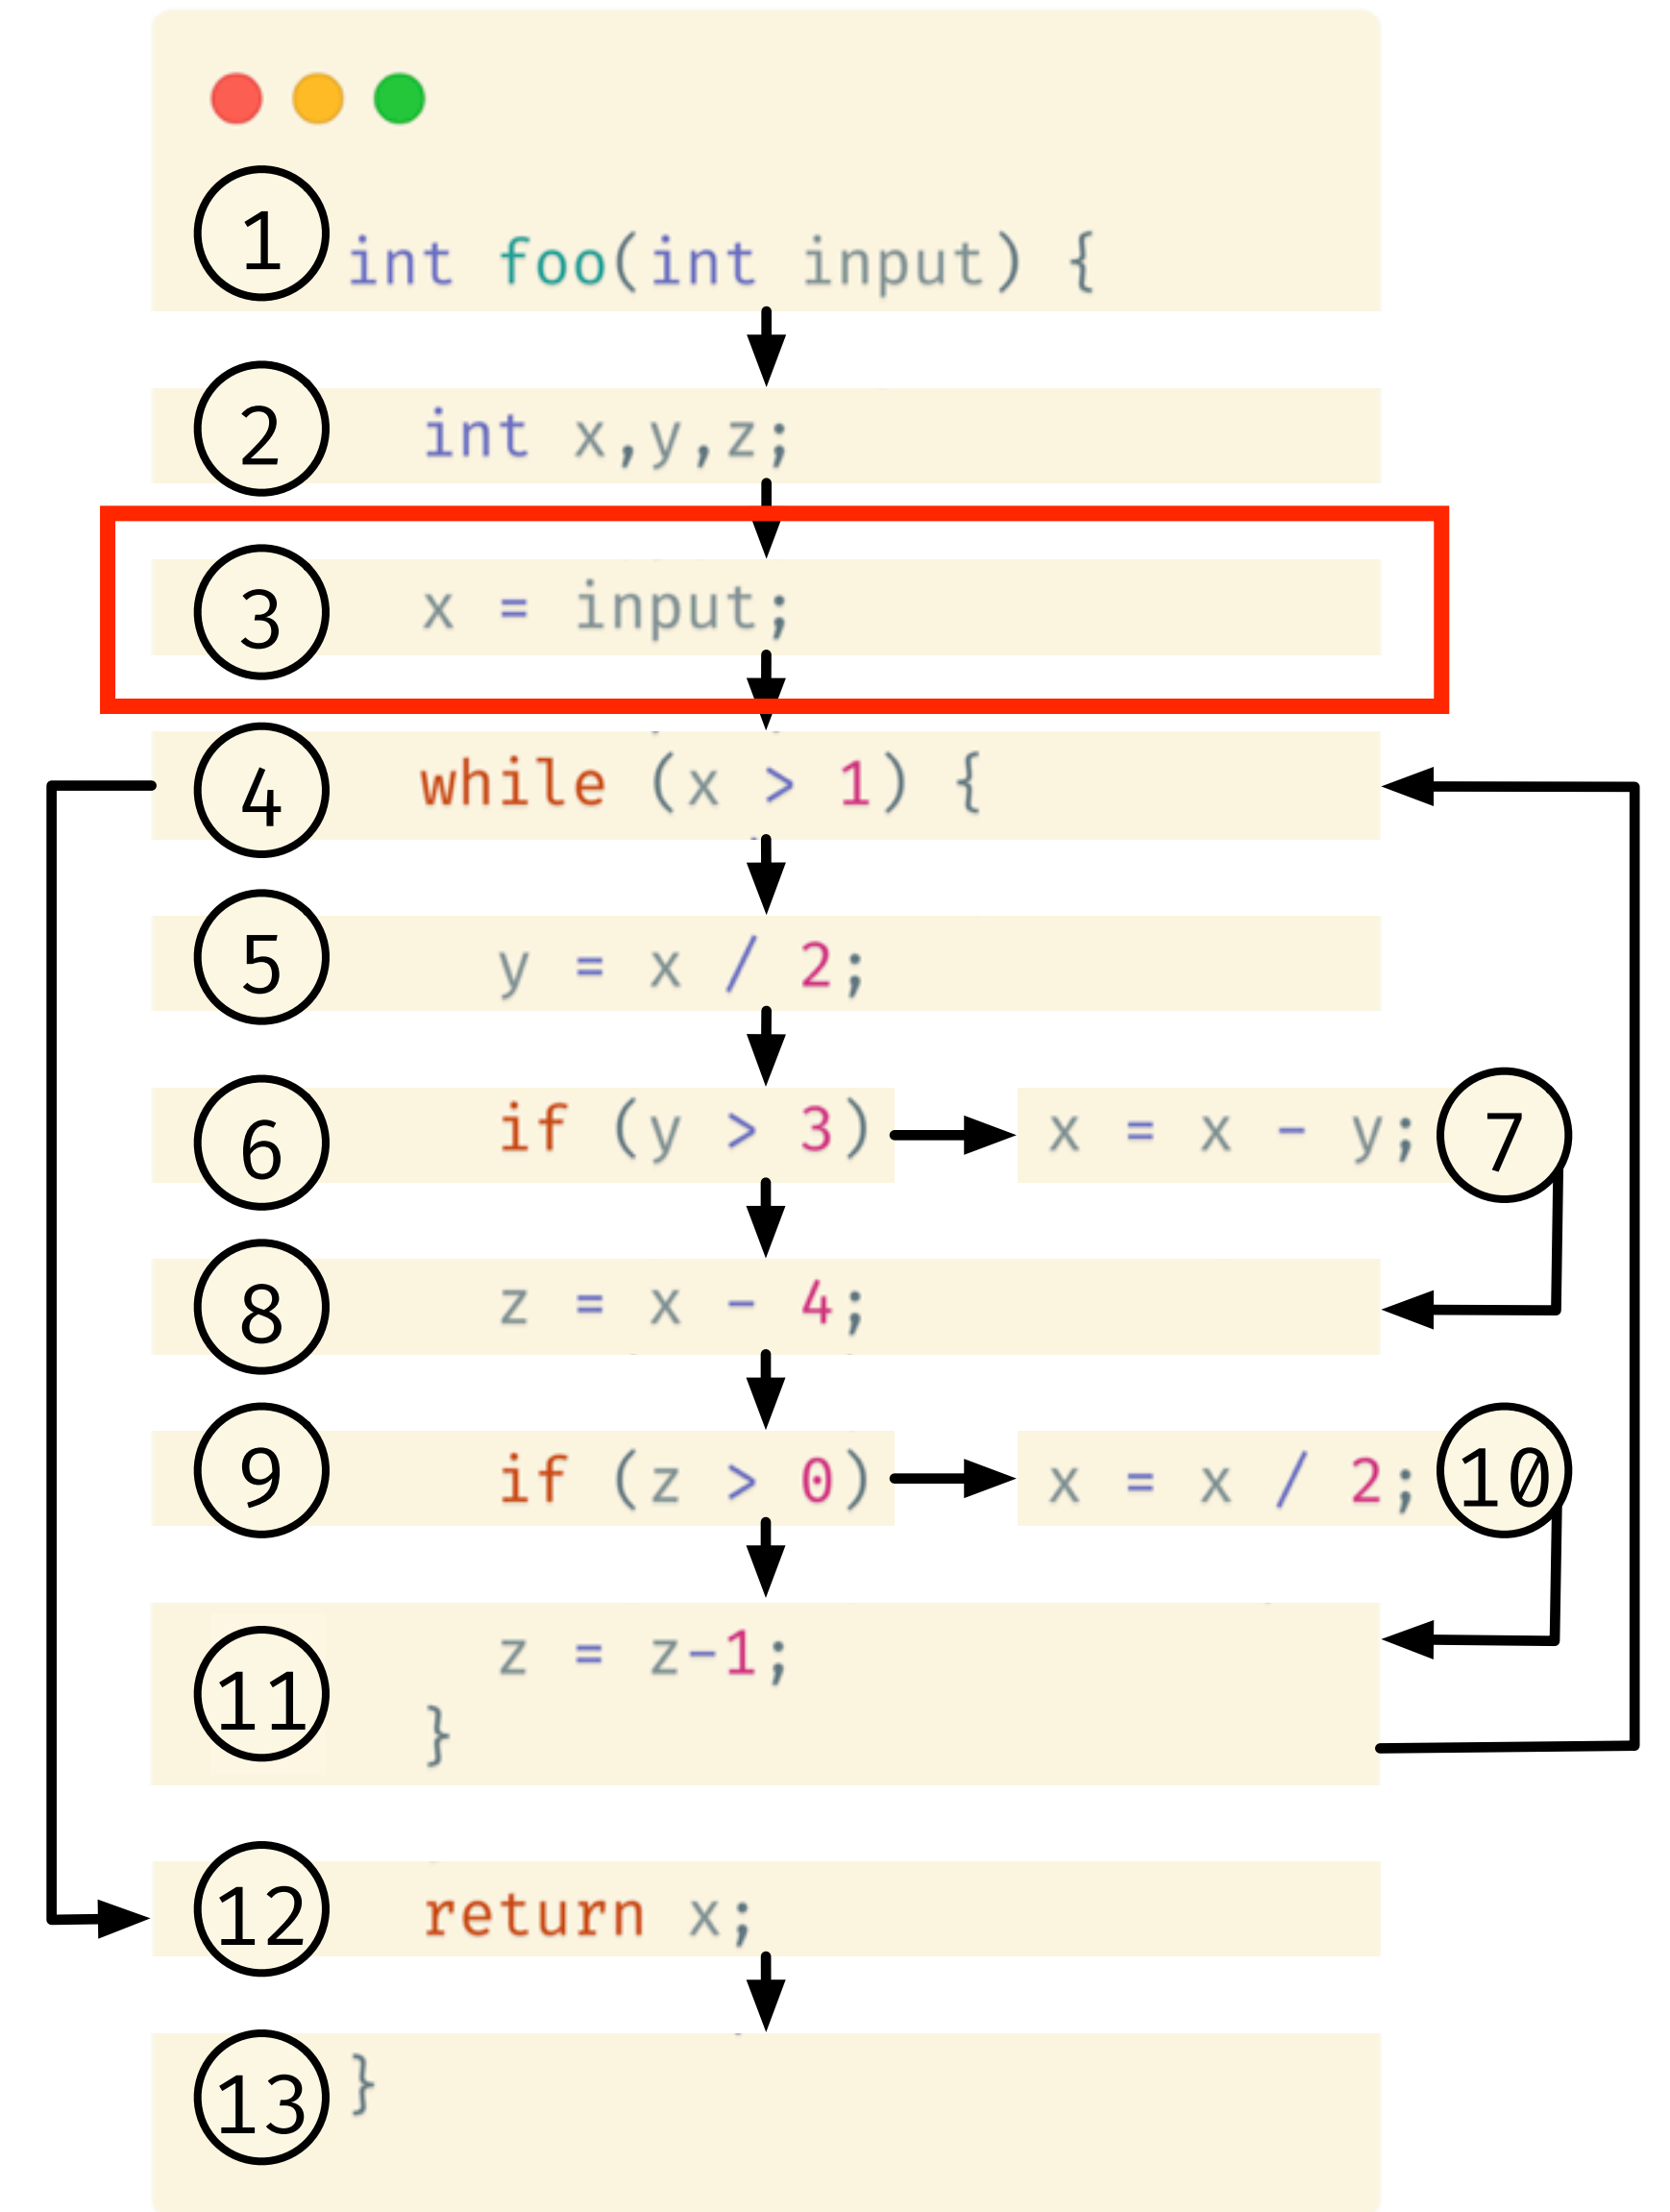 1 int foo(int input) {
2 int x,y,z;
3 x = input;
4 while (x > 1) {
5 y = x / 2;
6 if (y > 3) x = x - y; 7
8 z = x - 4;
9 if (z > 0) x = x / 2; 10
11 z = z-1;
}
12 return x;
13 }